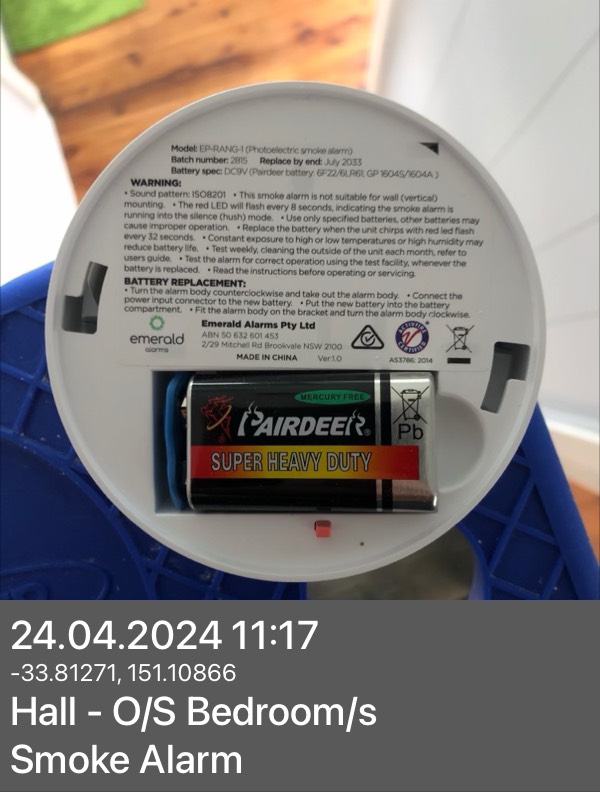 Model: EP-RANG-1 (Photoelectric smoke alarm)
Batch number: 2815 Replace by end: July 2033
Battery spec: DC9V (Pairdeer battery: 6F22/6LR61; GP 1604S/1604A )
WARNING:
• Sound pattern: ISO8201 • This smoke alarm is not suitable for wall (vertical)
mounting. • The red LED will flash every 8 seconds, indicating the smoke alarm is
running into the silence (hush) mode. • Use only specified batteries, other batteries may
cause improper operation. • Replace the battery when the unit chirps with red led flash
every 32 seconds. • Constant exposure to high or low temperatures or high humidity may
reduce battery life. • Test weekly, cleaning the outside of the unit each month, refer to
users guide. • Test the alarm for correct operation using the test facility, whenever the
battery is replaced. • Read the instructions before operating or servicing.
BATTERY REPLACEMENT:
• Turn the alarm body counterclockwise and take out the alarm body. • Connect the
power input connector to the new battery. • Put the new battery into the battery
compartment. • Fit the alarm body on the bracket and turn the alarm body clockwise.
emerald
alarms
Emerald Alarms Pty Ltd
ABN 50 632 601 453
2/29 Mitchell Rd Brookvale NSW 2100
MADE IN CHINA Ver:1.0
AS3786: 2014
MERCURY FREE
PAIRDEER®
SUPER HEAVY DUTY
Pb
24.04.2024 11:17
-33.81271, 151.10866
Hall - O/S Bedroom/s
Smoke Alarm